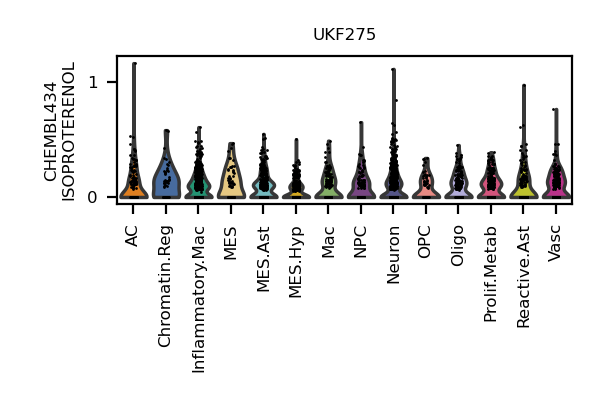 UKF275
CHEMBL434
ISOPROTERENOL
1
0
AC
Chromatin.Reg
Inflammatory.Mac
MES
MES.Ast
MES.Hyp
Mac
NPC
Neuron
OPC
Oligo
Prolif.Metab
Reactive.Ast
Vasc